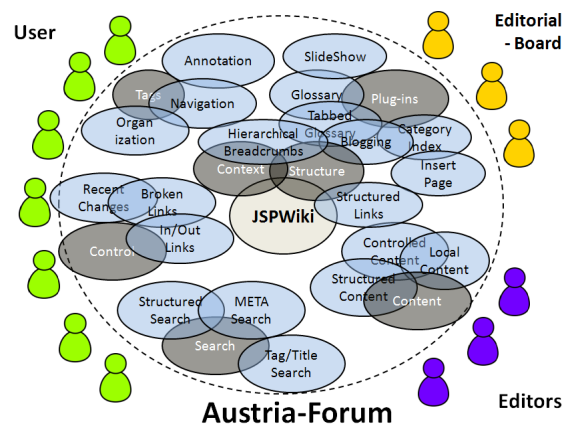 User
Editorial
- Board
Annotation
SlideShow
Tags
Navigation
Organ
ization
Glossary
Plug-ins
Tabbed
Glossary
Hierarchical
Breadcrumbs
Blogging
Category
Index
Insert
Page
Context
Structure
JSPWiki
Structured
Links
Recent
Changes
Broken
Links
In/Out
Links
Control
Controlled
Content
Local
Content
Structured
Content
Content
Structured
Search
META
Search
Search
Tag/Title
Search
Austria-Forum
Editors